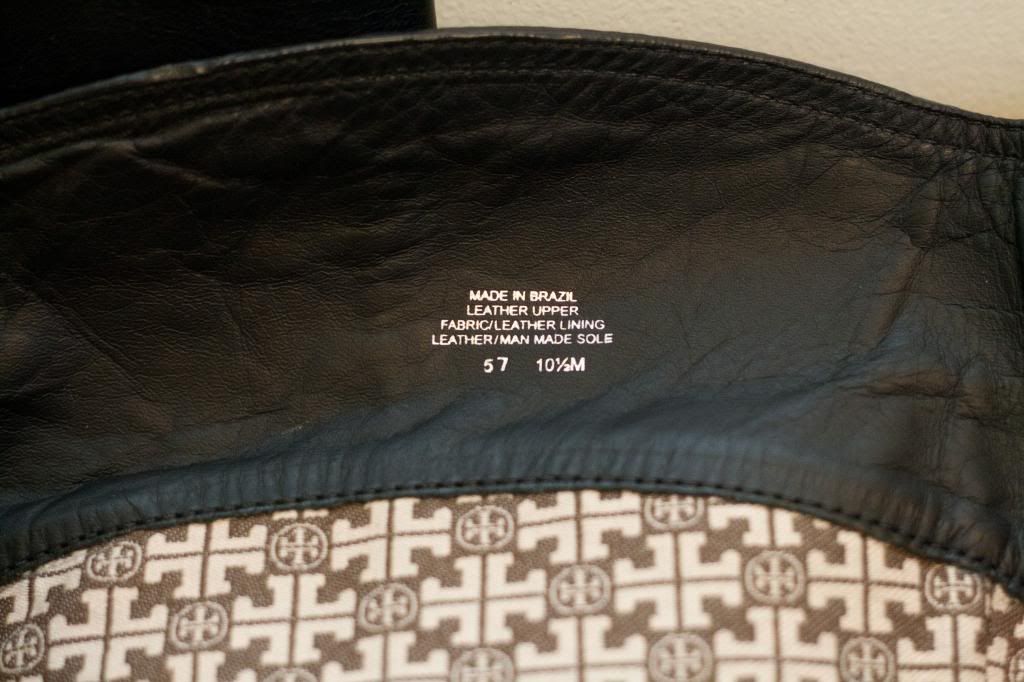 MADE IN BRAZIL
LEATHER UPPER
FABRIC/LEATHER LINING
LEATHER/MAN MADE SOLE
57 10½M